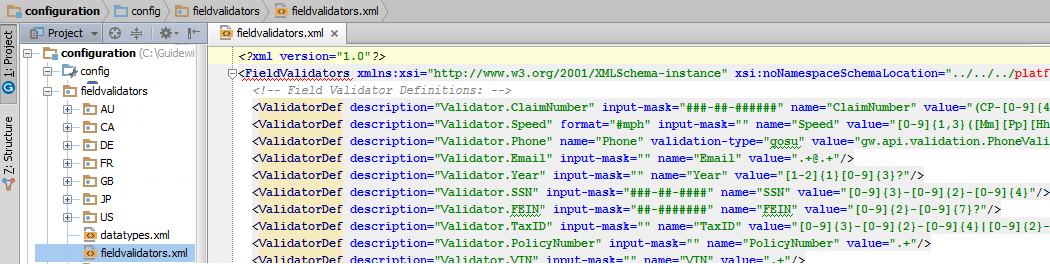 configuration config fieldvalidators fieldvalidators.xml
1: Project
Z: Structure
Project
configuration (C:\Guidewi
config
fieldvalidators
AU
CA
DE
FR
GB
JP
US
datatypes.xml
fieldvalidators.xml
fieldvalidators.xml
<?xml version="1.0"?>
<FieldValidators xmlns:xsi="http://www.w3.org/2001/XMLSchema-instance" xsi:noNamespaceSchemaLocation="../../../platf
<!-- Field Validator Definitions: -->
<ValidatorDef description="Validator.ClaimNumber" input-mask="###-##-######" name="ClaimNumber" value="(CP-[0-9]{4
<ValidatorDef description="Validator.Speed" format="#mph" input-mask="" name="Speed" value="[0-9]{1,3}([Mm][Pp][Hh
<ValidatorDef description="Validator.Phone" name="Phone" validation-type="gosu" value="gw.api.validation.PhoneVali
<ValidatorDef description="Validator.Email" input-mask="" name="Email" value=".+@.+"/>
<ValidatorDef description="Validator.Year" input-mask="" name="Year" value="[1-2]{1}[0-9]{3}?"/>
<ValidatorDef description="Validator.SSN" input-mask="###-##-####" name="SSN" value="[0-9]{3}-[0-9]{2}-[0-9]{4}"/>
<ValidatorDef description="Validator.FEIN" input-mask="##-#######" name="FEIN" value="[0-9]{2}-[0-9]{7}?"/>
<ValidatorDef description="Validator.TaxID" input-mask="" name="TaxID" value="[0-9]{3}-[0-9]{2}-[0-9]{4}|[0-9]{2}-
<ValidatorDef description="Validator.PolicyNumber" input-mask="" name="PolicyNumber" value=".+"/>
<ValidatorDef description="Validator.VIN" input-mask="" name="VIN" value=".+"/>